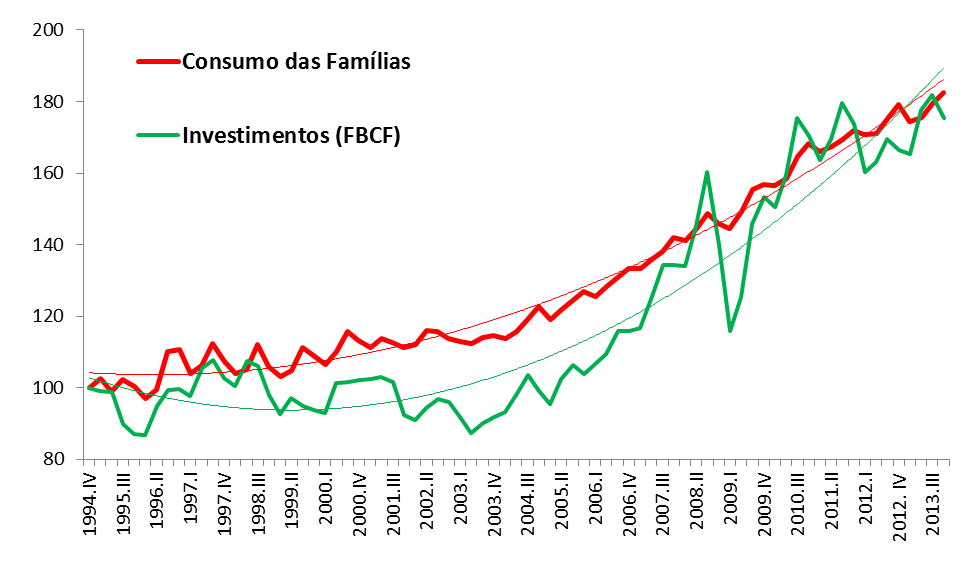 200
180
160
140
120
100
80
Consumo das Famílias
Investimentos (FBCF)
1994.IV
1995.III
1996.II
1997.I
1997.IV
1998.III
1999.II
2000.I
2000.IV
2001.III
2002.II
2003.I
2003.IV
2004.III
2005.II
2006.I
2006.IV
2007.III
2008.II
2009.I
2009.IV
2010.III
2011.II
2012.I
2012. IV
2013.III